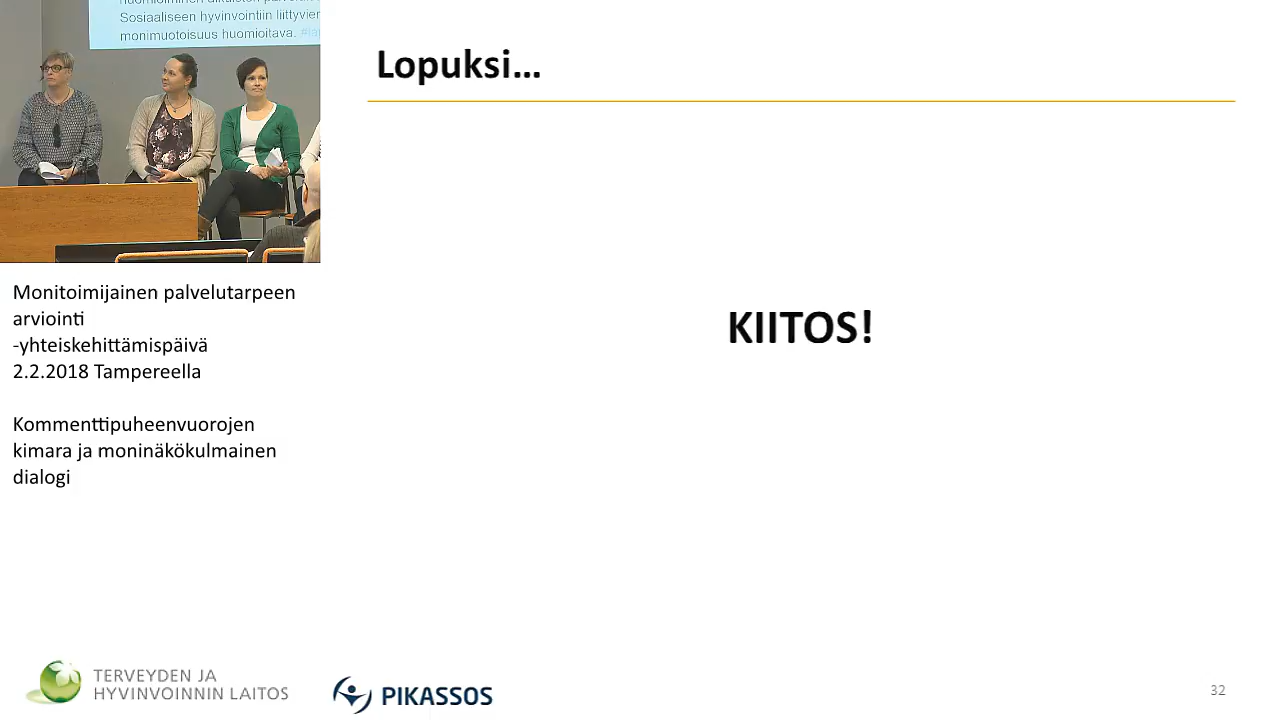 Sosiaaliseen hyvinvointiin liittyvien
monimuotoisuus huomioitava.
Lopuksi...
KIITOS!
Monitoimijainen palvelutarpeen
arviointi
-yhteiskehittämispäivä
2.2.2018 Tampereella
Kommenttipuheenvuorojen
kimara ja moninäkökulmainen
dialogi
TERVEYDEN JA
HYVINVOINNIN LAITOS
PIKASSOS
32